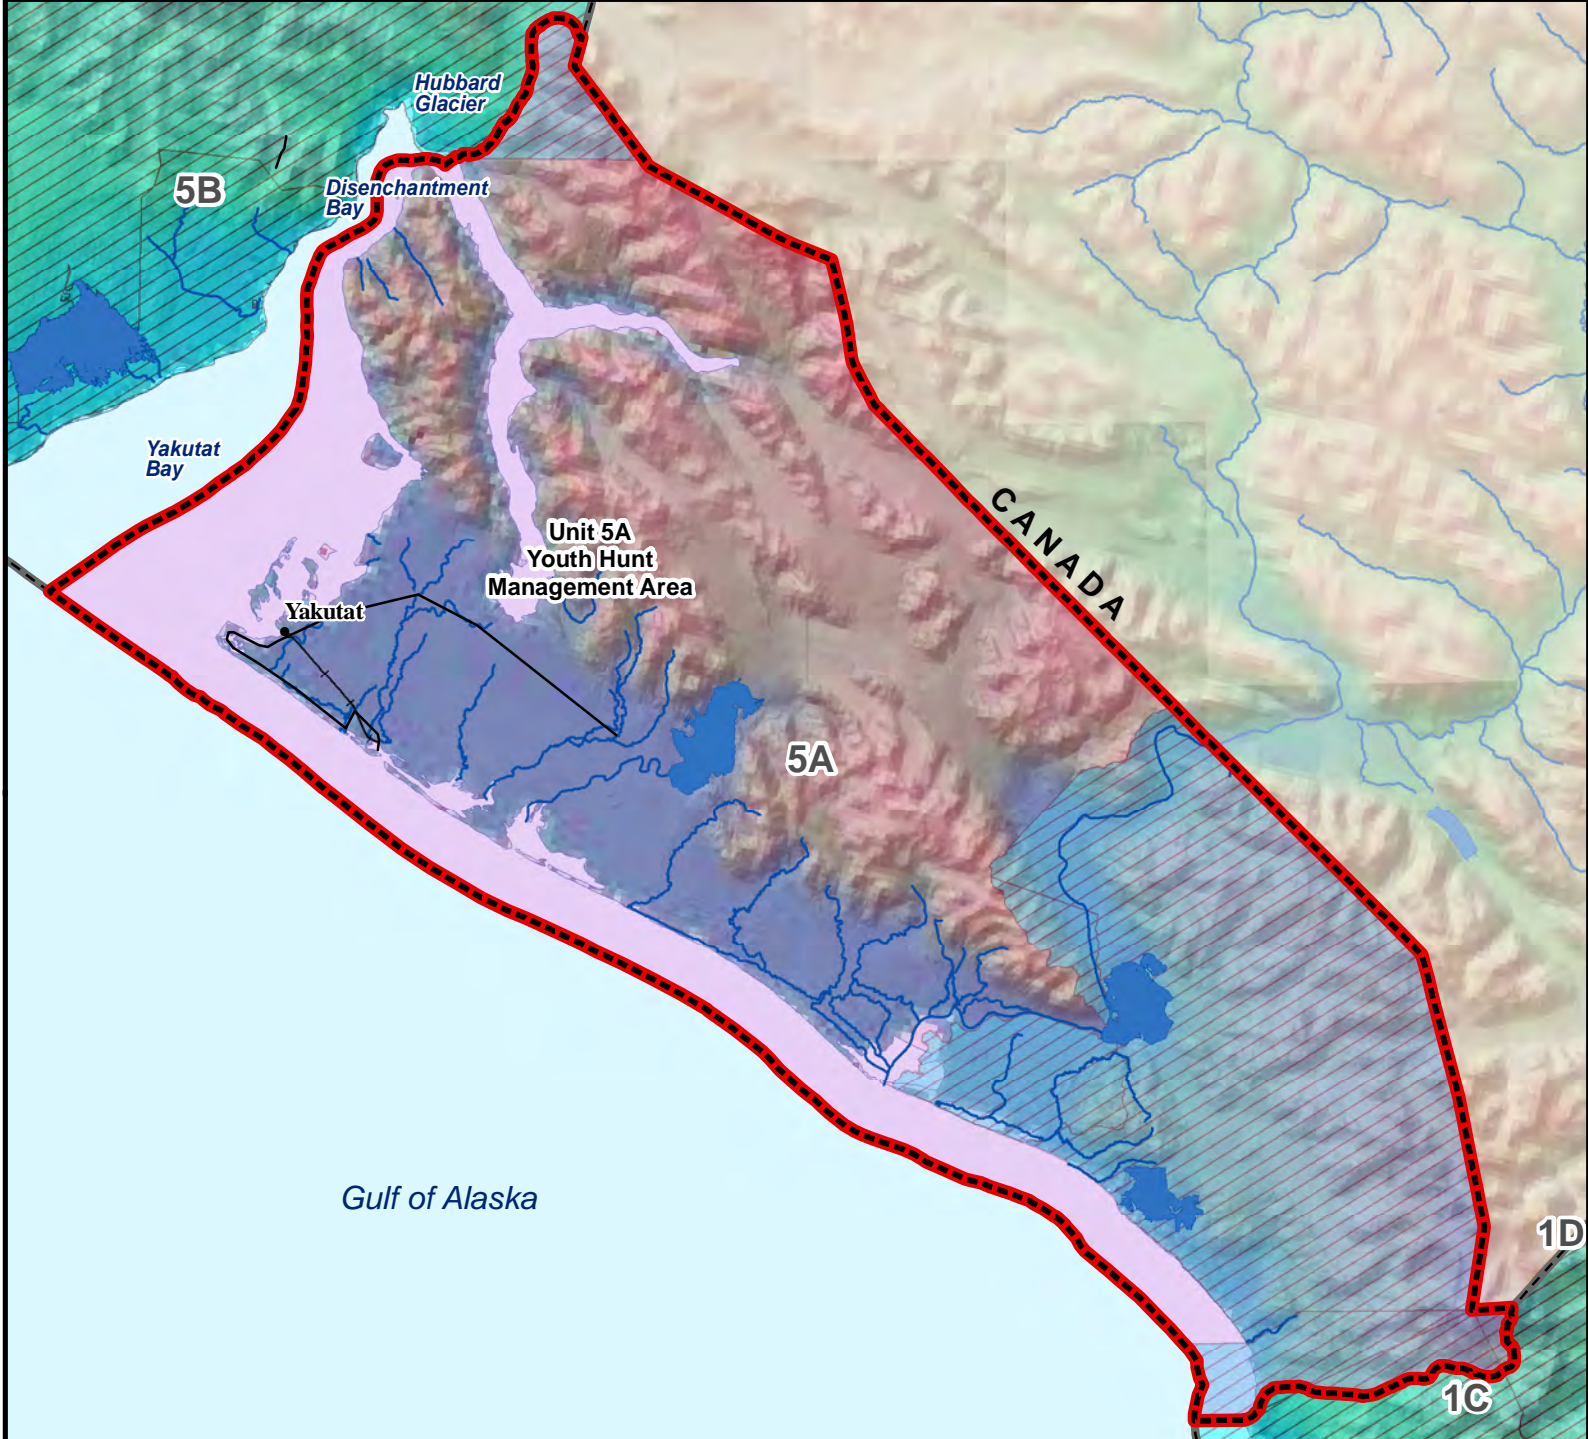 Hubbard
Glacier
5B
Disenchantment
Bay
Yakutat
Bay
CANADA
Unit 5A
Youth Hunt
Management Area
Yakutat
5A
Gulf of Alaska
1D
1C